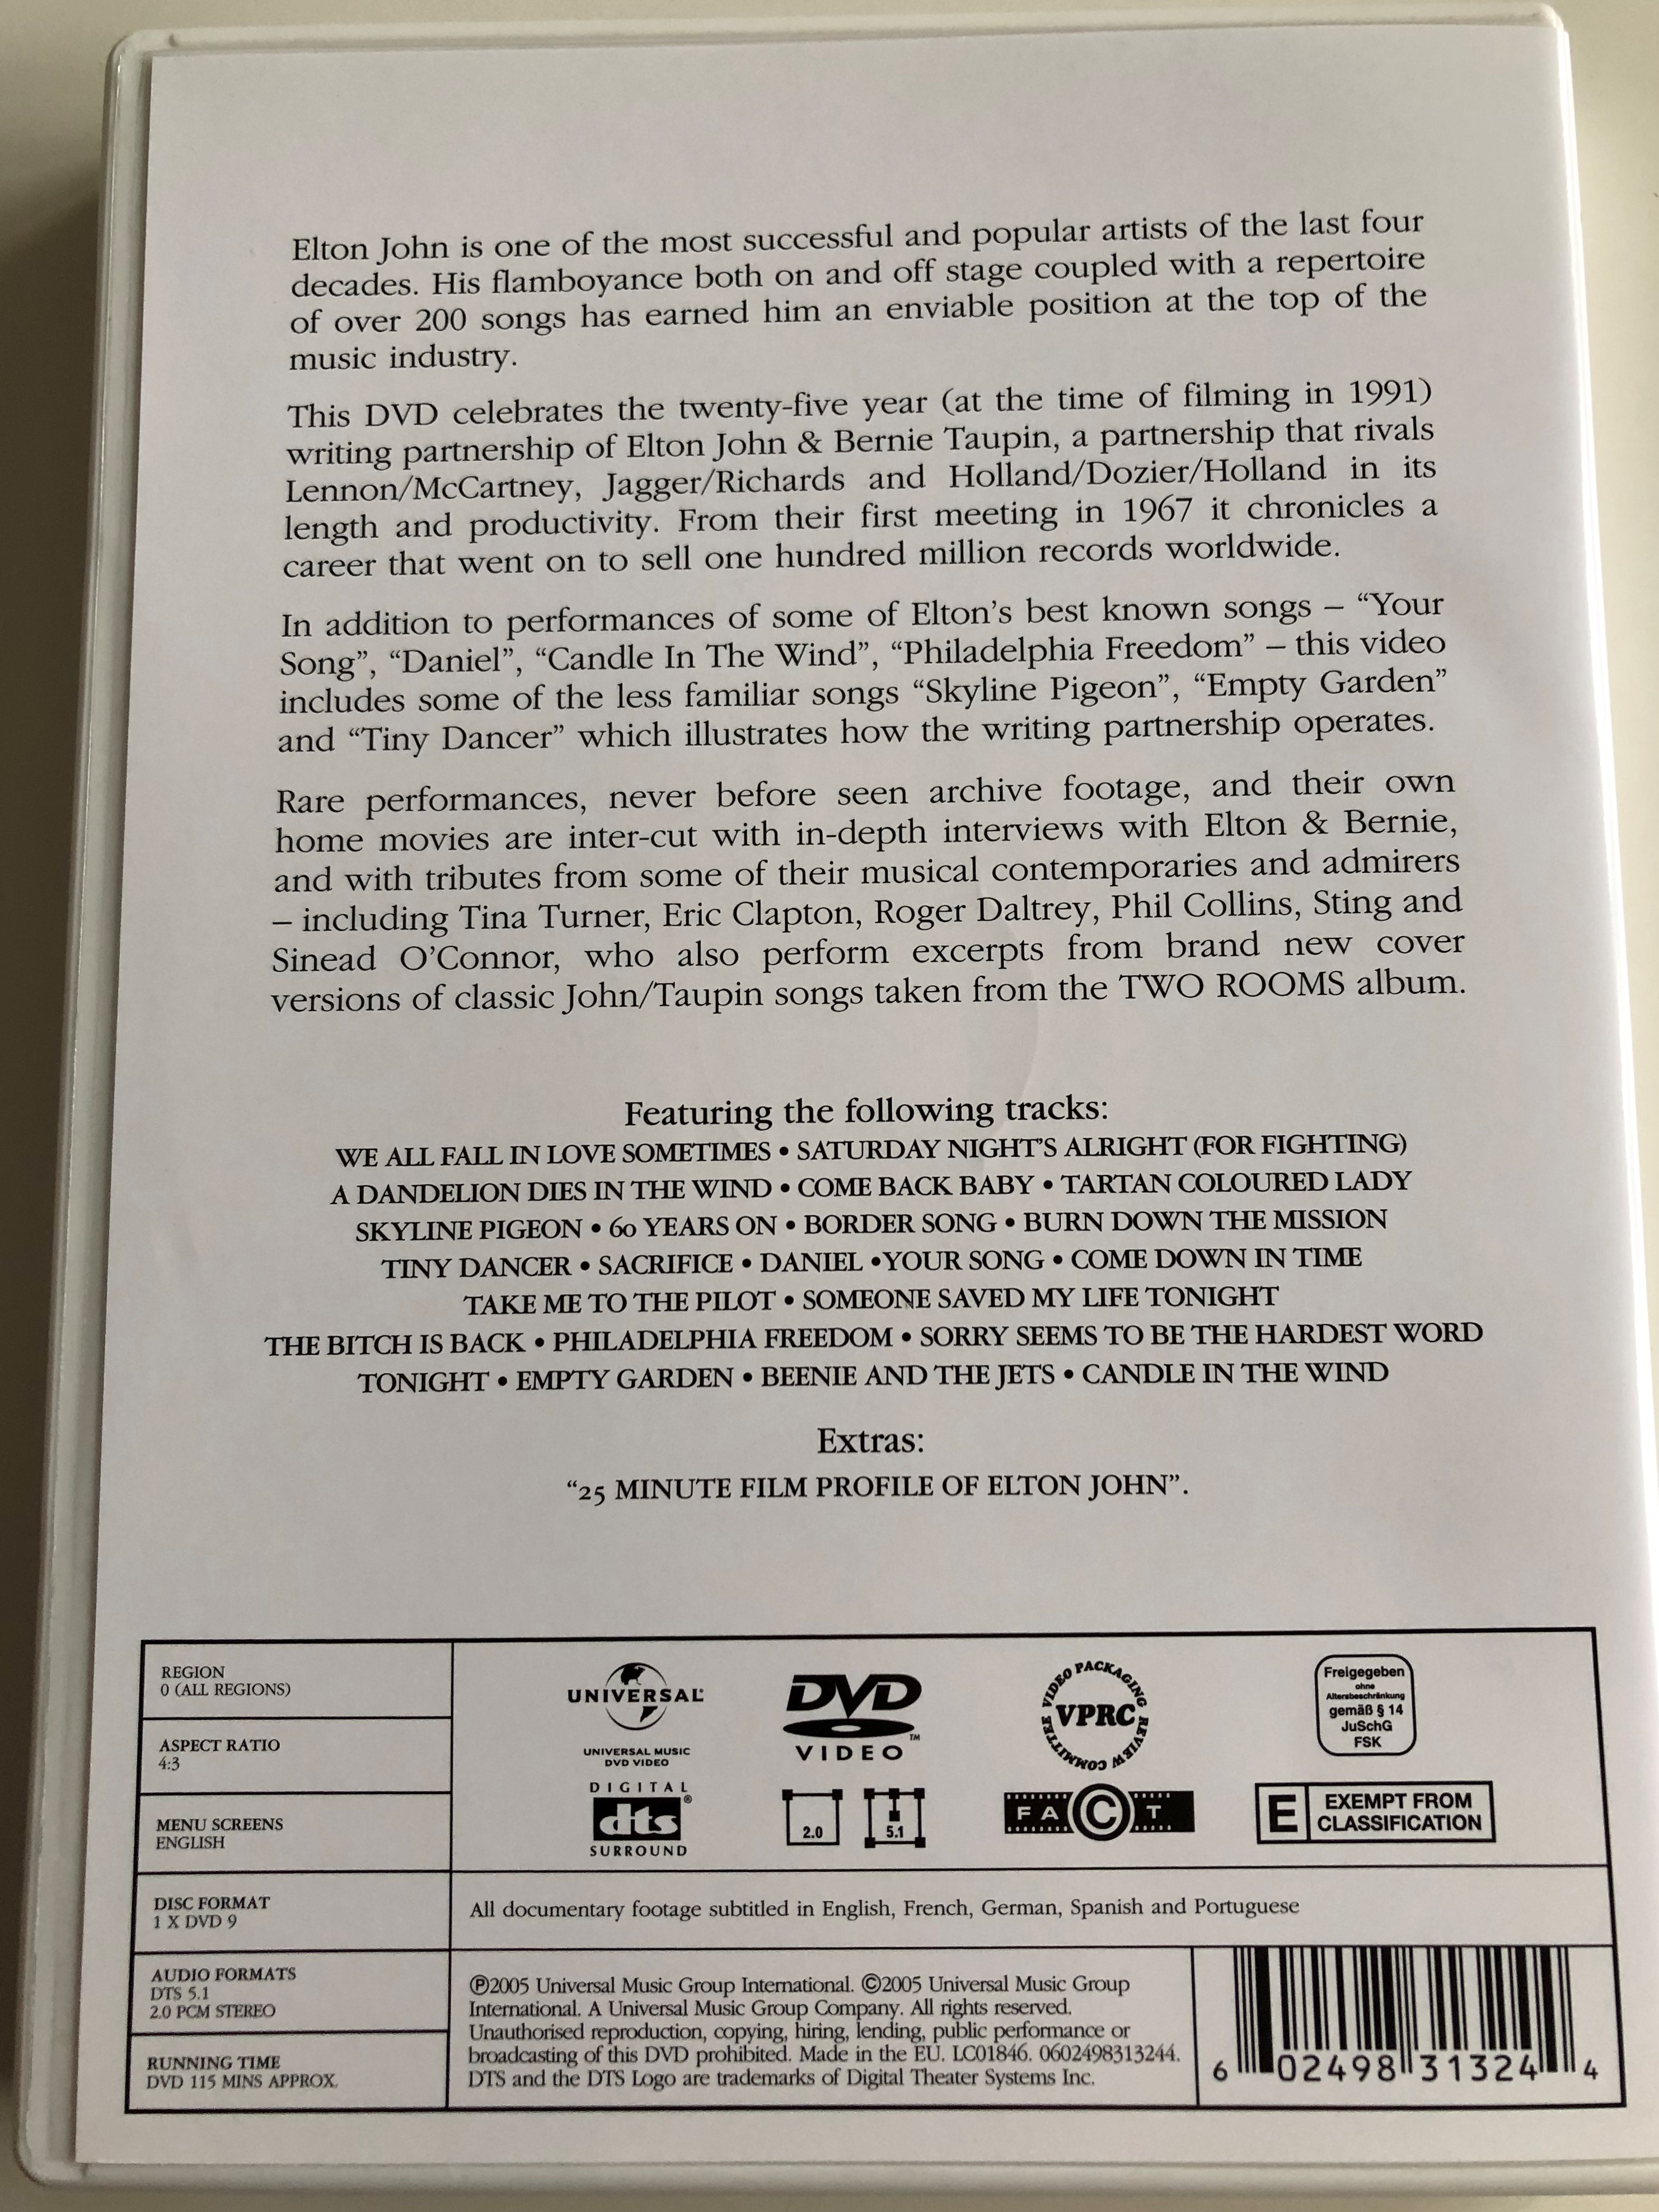 Elton John is one of the most successful and popular artists of the last four
decades. His flamboyance both on and off stage coupled with a repertoire
of over 200 songs has earned him an enviable position at the top of the
music industry.
This DVD celebrates the twenty-five year (at the time of filming in 1991)
writing partnership of Elton John & Bernie Taupin, a partnership that rivals
Lennon/McCartney, Jagger/Richards and Holland/Dozier/Holland in its
length and productivity. From their first meeting in 1967 it chronicles a
career that went on to sell one hundred million records worldwide.
In addition to performances of some of Elton's best known songs – “Your
Song”, “Daniel”, “Candle In The Wind”, “Philadelphia Freedom” – this video
includes some of the less familiar songs “Skyline Pigeon”, “Empty Garden”
and “Tiny Dancer” which illustrates how the writing partnership operates.
Rare performances, never before seen archive footage, and their own
home movies are inter-cut with in-depth interviews with Elton & Bernie,
and with tributes from some of their musical contemporaries and admirers
– including Tina Turner, Eric Clapton, Roger Daltrey, Phil Collins, Sting and
Sinead O'Connor, who also perform excerpts from brand new cover
versions of classic John/Taupin songs taken from the TWO ROOMS album.
Featuring the following tracks:
WE ALL FALL IN LOVE SOMETIMES • SATURDAY NIGHT'S ALRIGHT (FOR FIGHTING)
A DANDELION DIES IN THE WIND • COME BACK BABY • TARTAN COLOURED LADY
SKYLINE PIGEON • 60 YEARS ON • BORDER SONG • BURN DOWN THE MISSION
TINY DANCER • SACRIFICE • DANIEL •YOUR SONG • COME DOWN IN TIME
TAKE ME TO THE PILOT • SOMEONE SAVED MY LIFE TONIGHT
THE BITCH IS BACK • PHILADELPHIA FREEDOM • SORRY SEEMS TO BE THE HARDEST WORD
TONIGHT • EMPTY GARDEN • BEENIE AND THE JETS • CANDLE IN THE WIND
Extras:
“25 MINUTE FILM PROFILE OF ELTON JOHN”.
REGION
0 (ALL REGIONS)
ASPECT RATIO
4:3
MENU SCREENS
ENGLISH
DISC FORMAT
1 X DVD 9
AUDIO FORMATS
DTS 5.1
2.0 PCM STEREO
RUNNING TIME
DVD 115 MINS APPROX.
UNIVERSAL
UNIVERSAL MUSIC
DVD VIDEO
DVD
VIDEO™
VIDEO PACKAGING REVIEW COMMITTEE
VPRC
Freigegeben
ohne
Altersbeschränkung
gemäß § 14
JuSchG
FSK
DIGITAL
dts®
SURROUND
2.0
5.1
FA©T
E EXEMPT FROM
CLASSIFICATION
All documentary footage subtitled in English, French, German, Spanish and Portuguese
℗2005 Universal Music Group International. ©2005 Universal Music Group
International. A Universal Music Group Company. All rights reserved.
Unauthorised reproduction, copying, hiring, lending, public performance or
broadcasting of this DVD prohibited. Made in the EU. LC01846. 0602498313244.
DTS and the DTS Logo are trademarks of Digital Theater Systems Inc.
6 02498 31324 4